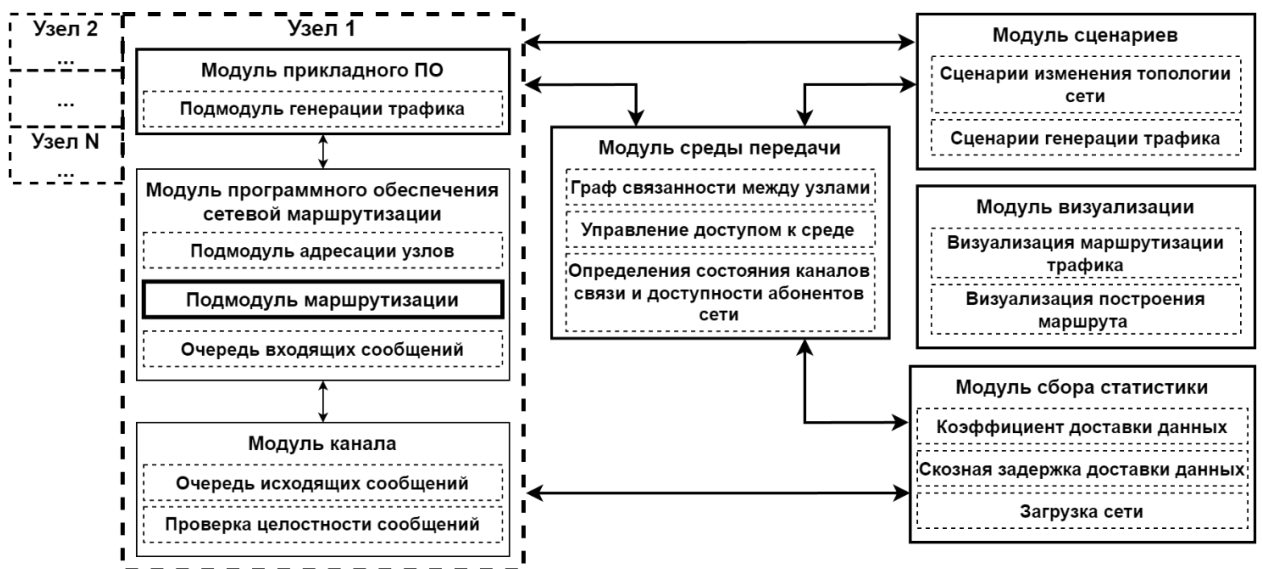 Узел 2
...
...
Узел N
...
Узел 1
Модуль прикладного ПО
Подмодуль генерации трафика
Модуль программного обеспечения
сетевой маршрутизации
Подмодуль адресации узлов
Подмодуль маршрутизации
Очередь входящих сообщений
Модуль канала
Очередь исходящих сообщений
Проверка целостности сообщений
Модуль среды передачи
Граф связанности между узлами
Управление доступом к среде
Определения состояния каналов
связи и доступности абонентов
сети
Модуль сценариев
Сценарии изменения топологии
сети
Сценарии генерации трафика
Модуль визуализации
Визуализация маршрутизации
трафика
Визуализация построения
маршрута
Модуль сбора статистики
Коэффициент доставки данных
Скозная задержка доставки данных
Загрузка сети